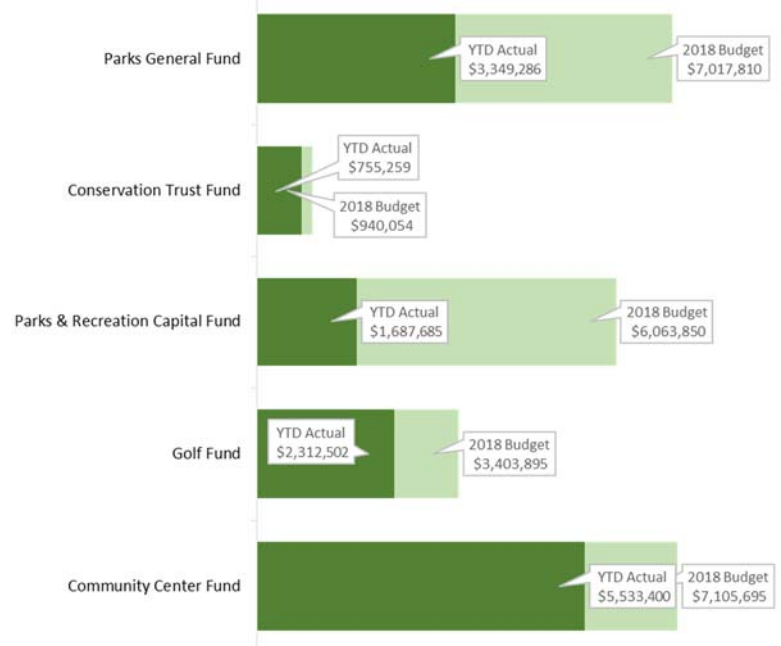 Parks General Fund
YTD Actual
$3,349,286
2018 Budget
$7,017,810
Conservation Trust Fund
YTD Actual
$755,259
2018 Budget
$940,054
Parks & Recreation Capital Fund
YTD Actual
$1,687,685
2018 Budget
$6,063,850
Golf Fund
YTD Actual
$2,312,502
2018 Budget
$3,403,895
Community Center Fund
YTD Actual
$5,533,400
2018 Budget
$7,105,695